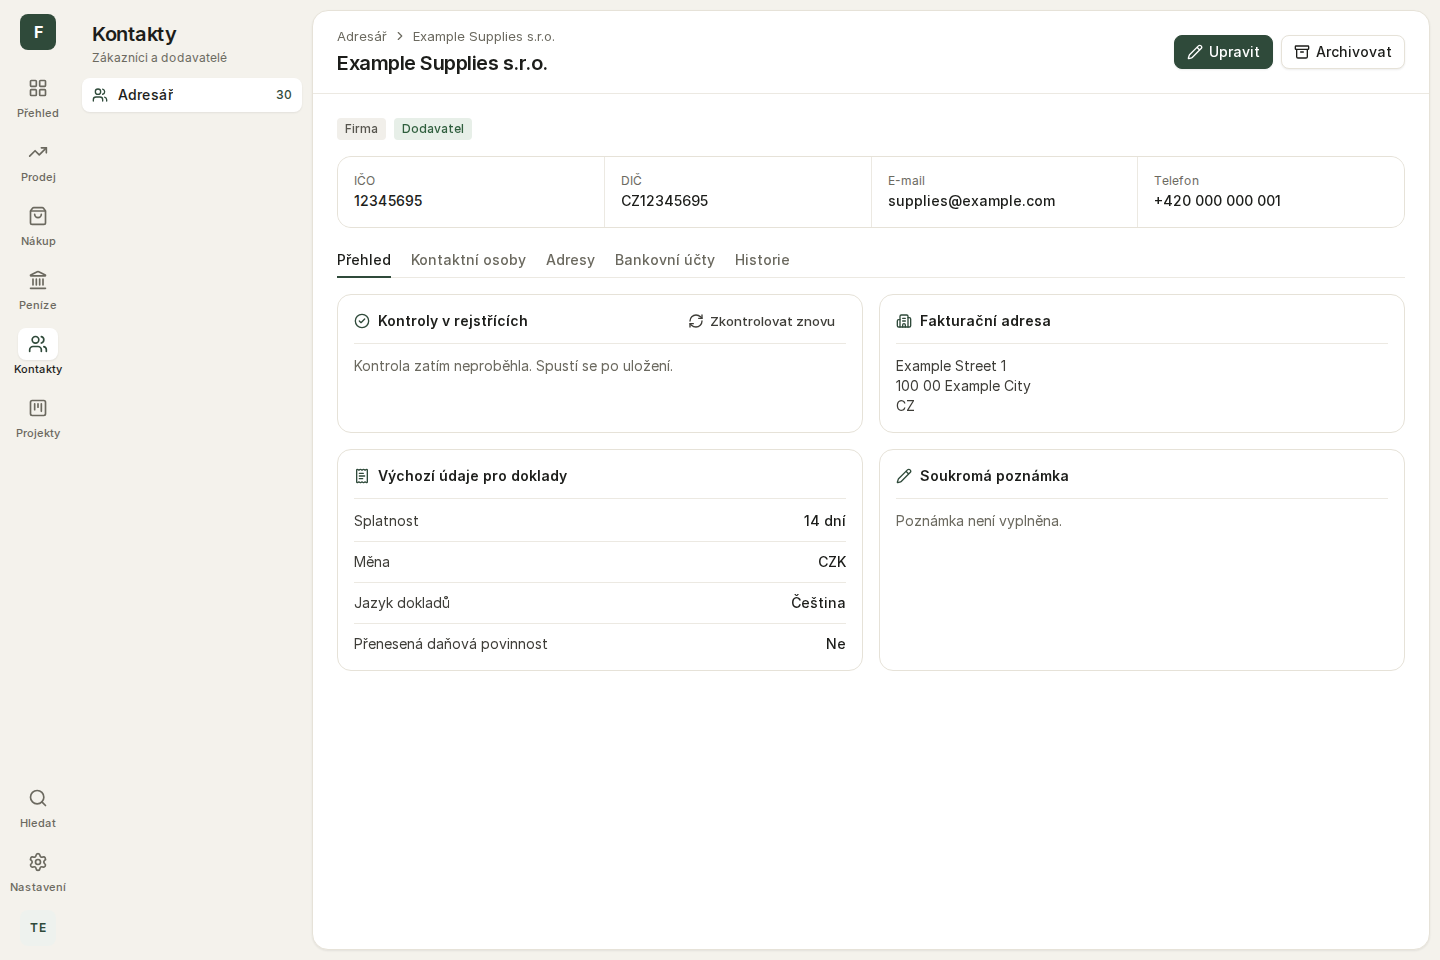 F
Přehled
Prodej
Nákup
Peníze
Kontakty
Projekty
Hledat
Nastavení
TE
Kontakty
Zákazníci a dodavatelé
Adresář 30
Adresář > Example Supplies s.r.o.
Example Supplies s.r.o.
Upravit
Archivovat
Firma Dodavatel
IČO
12345695
DIČ
CZ12345695
E-mail
supplies@example.com
Telefon
+420 000 000 001
Přehled Kontaktní osoby Adresy Bankovní účty Historie
Kontroly v rejstřících
Zkontrolovat znovu
Kontrola zatím neproběhla. Spustí se po uložení.
Fakturační adresa
Example Street 1
100 00 Example City
CZ
Výchozí údaje pro doklady
Splatnost 14 dní
Měna CZK
Jazyk dokladů Čeština
Přenesená daňová povinnost Ne
Soukromá poznámka
Poznámka není vyplněna.